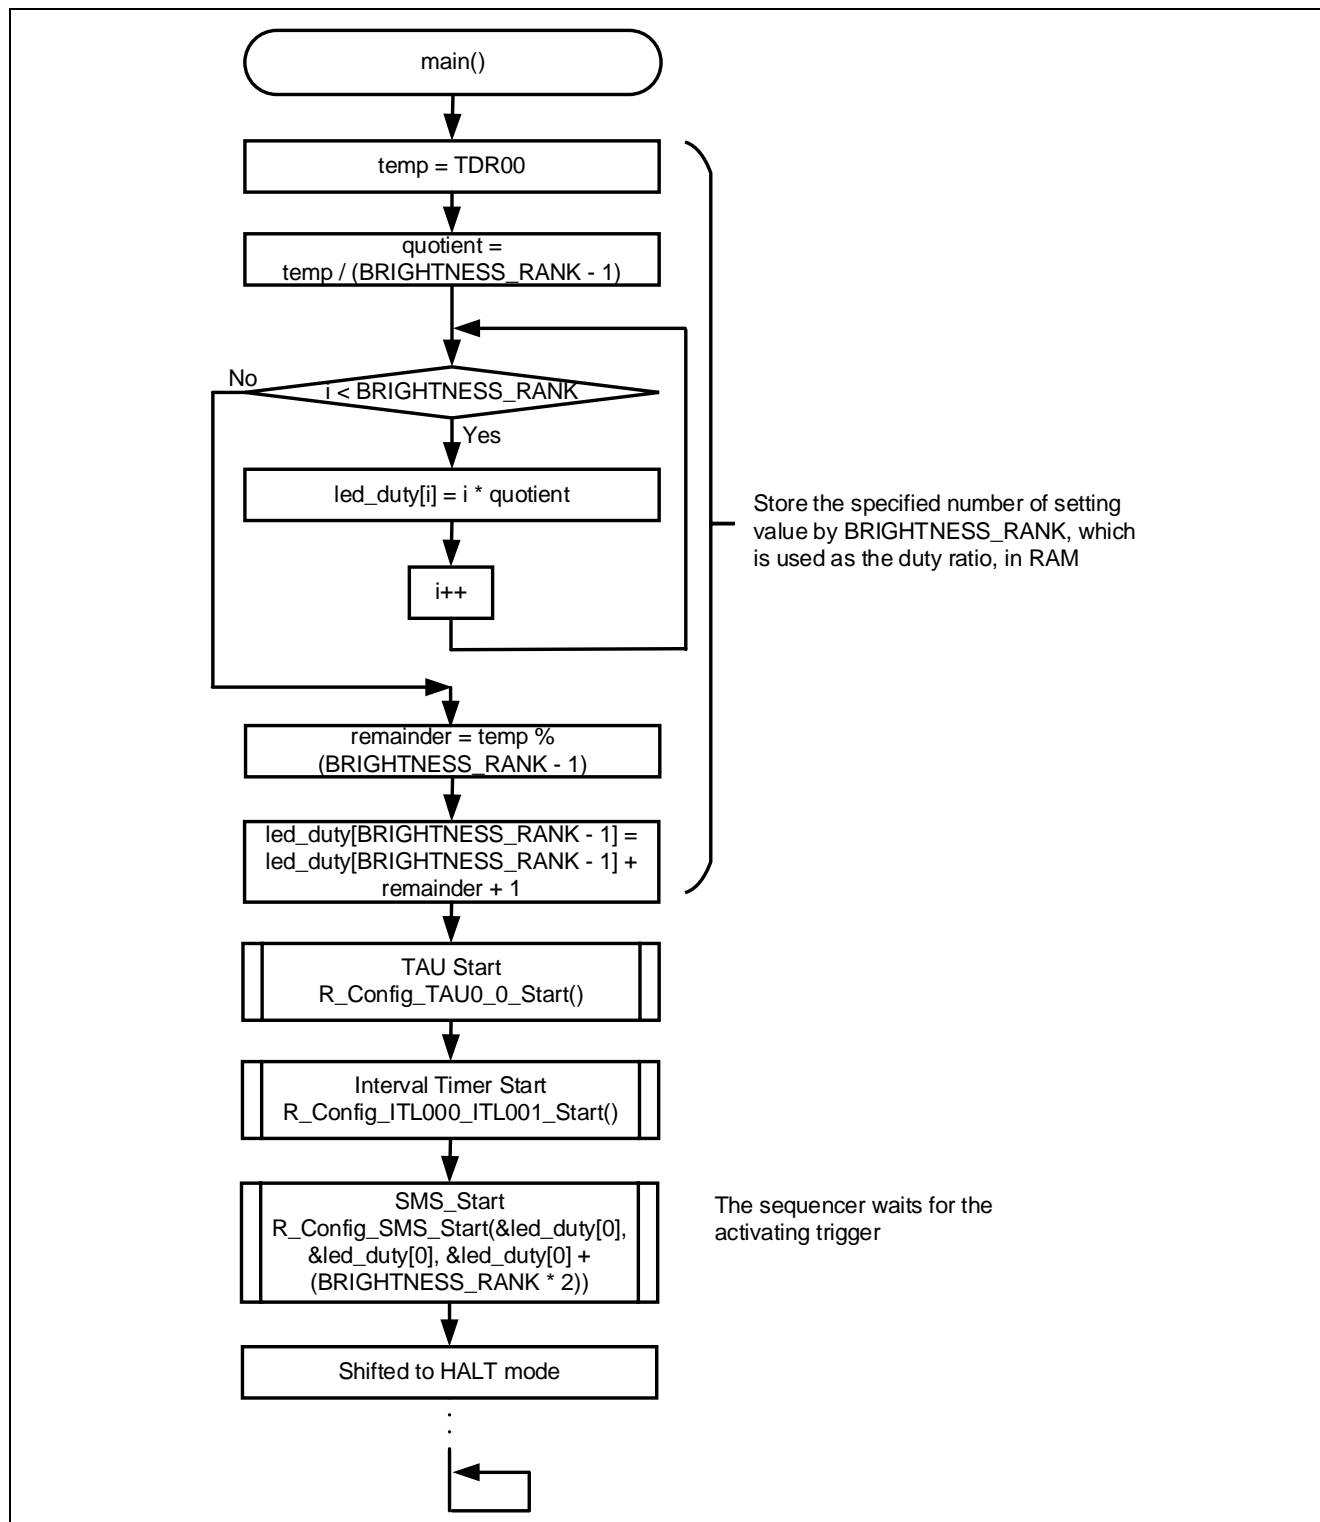 main()
temp = TDR00
quotient =
temp / (BRIGHTNESS_RANK - 1)
No
i < BRIGHTNESS_RANK
Yes
led_duty[i] = i * quotient
i++
Store the specified number of setting
value by BRIGHTNESS_RANK, which
is used as the duty ratio, in RAM
remainder = temp %
(BRIGHTNESS_RANK - 1)
led_duty[BRIGHTNESS_RANK - 1] =
led_duty[BRIGHTNESS_RANK - 1] +
remainder + 1
TAU Start
R_Config_TAU0_0_Start()
Interval Timer Start
R_Config_ITL000_ITL001_Start()
SMS_Start
R_Config_SMS_Start(&led_duty[0],
&led_duty[0], &led_duty[0] +
(BRIGHTNESS_RANK * 2))
The sequencer waits for the
activating trigger
Shifted to HALT mode